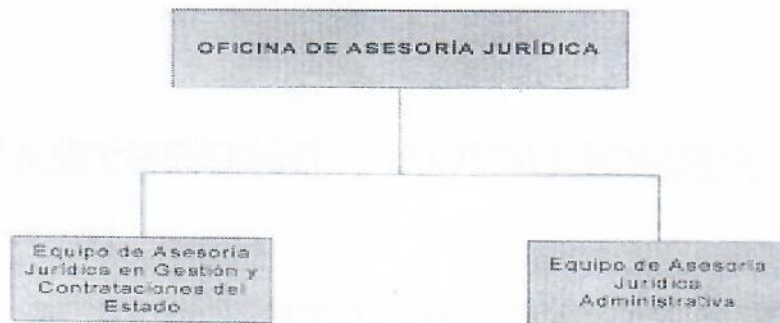 OFICINA DE ASESORÍA JURÍDICA
Equipo de Asesoría
Jurídica en Gestión y
Contrataciones del
Estado
Equipo de Asesoría
Jurídica
Administrativa